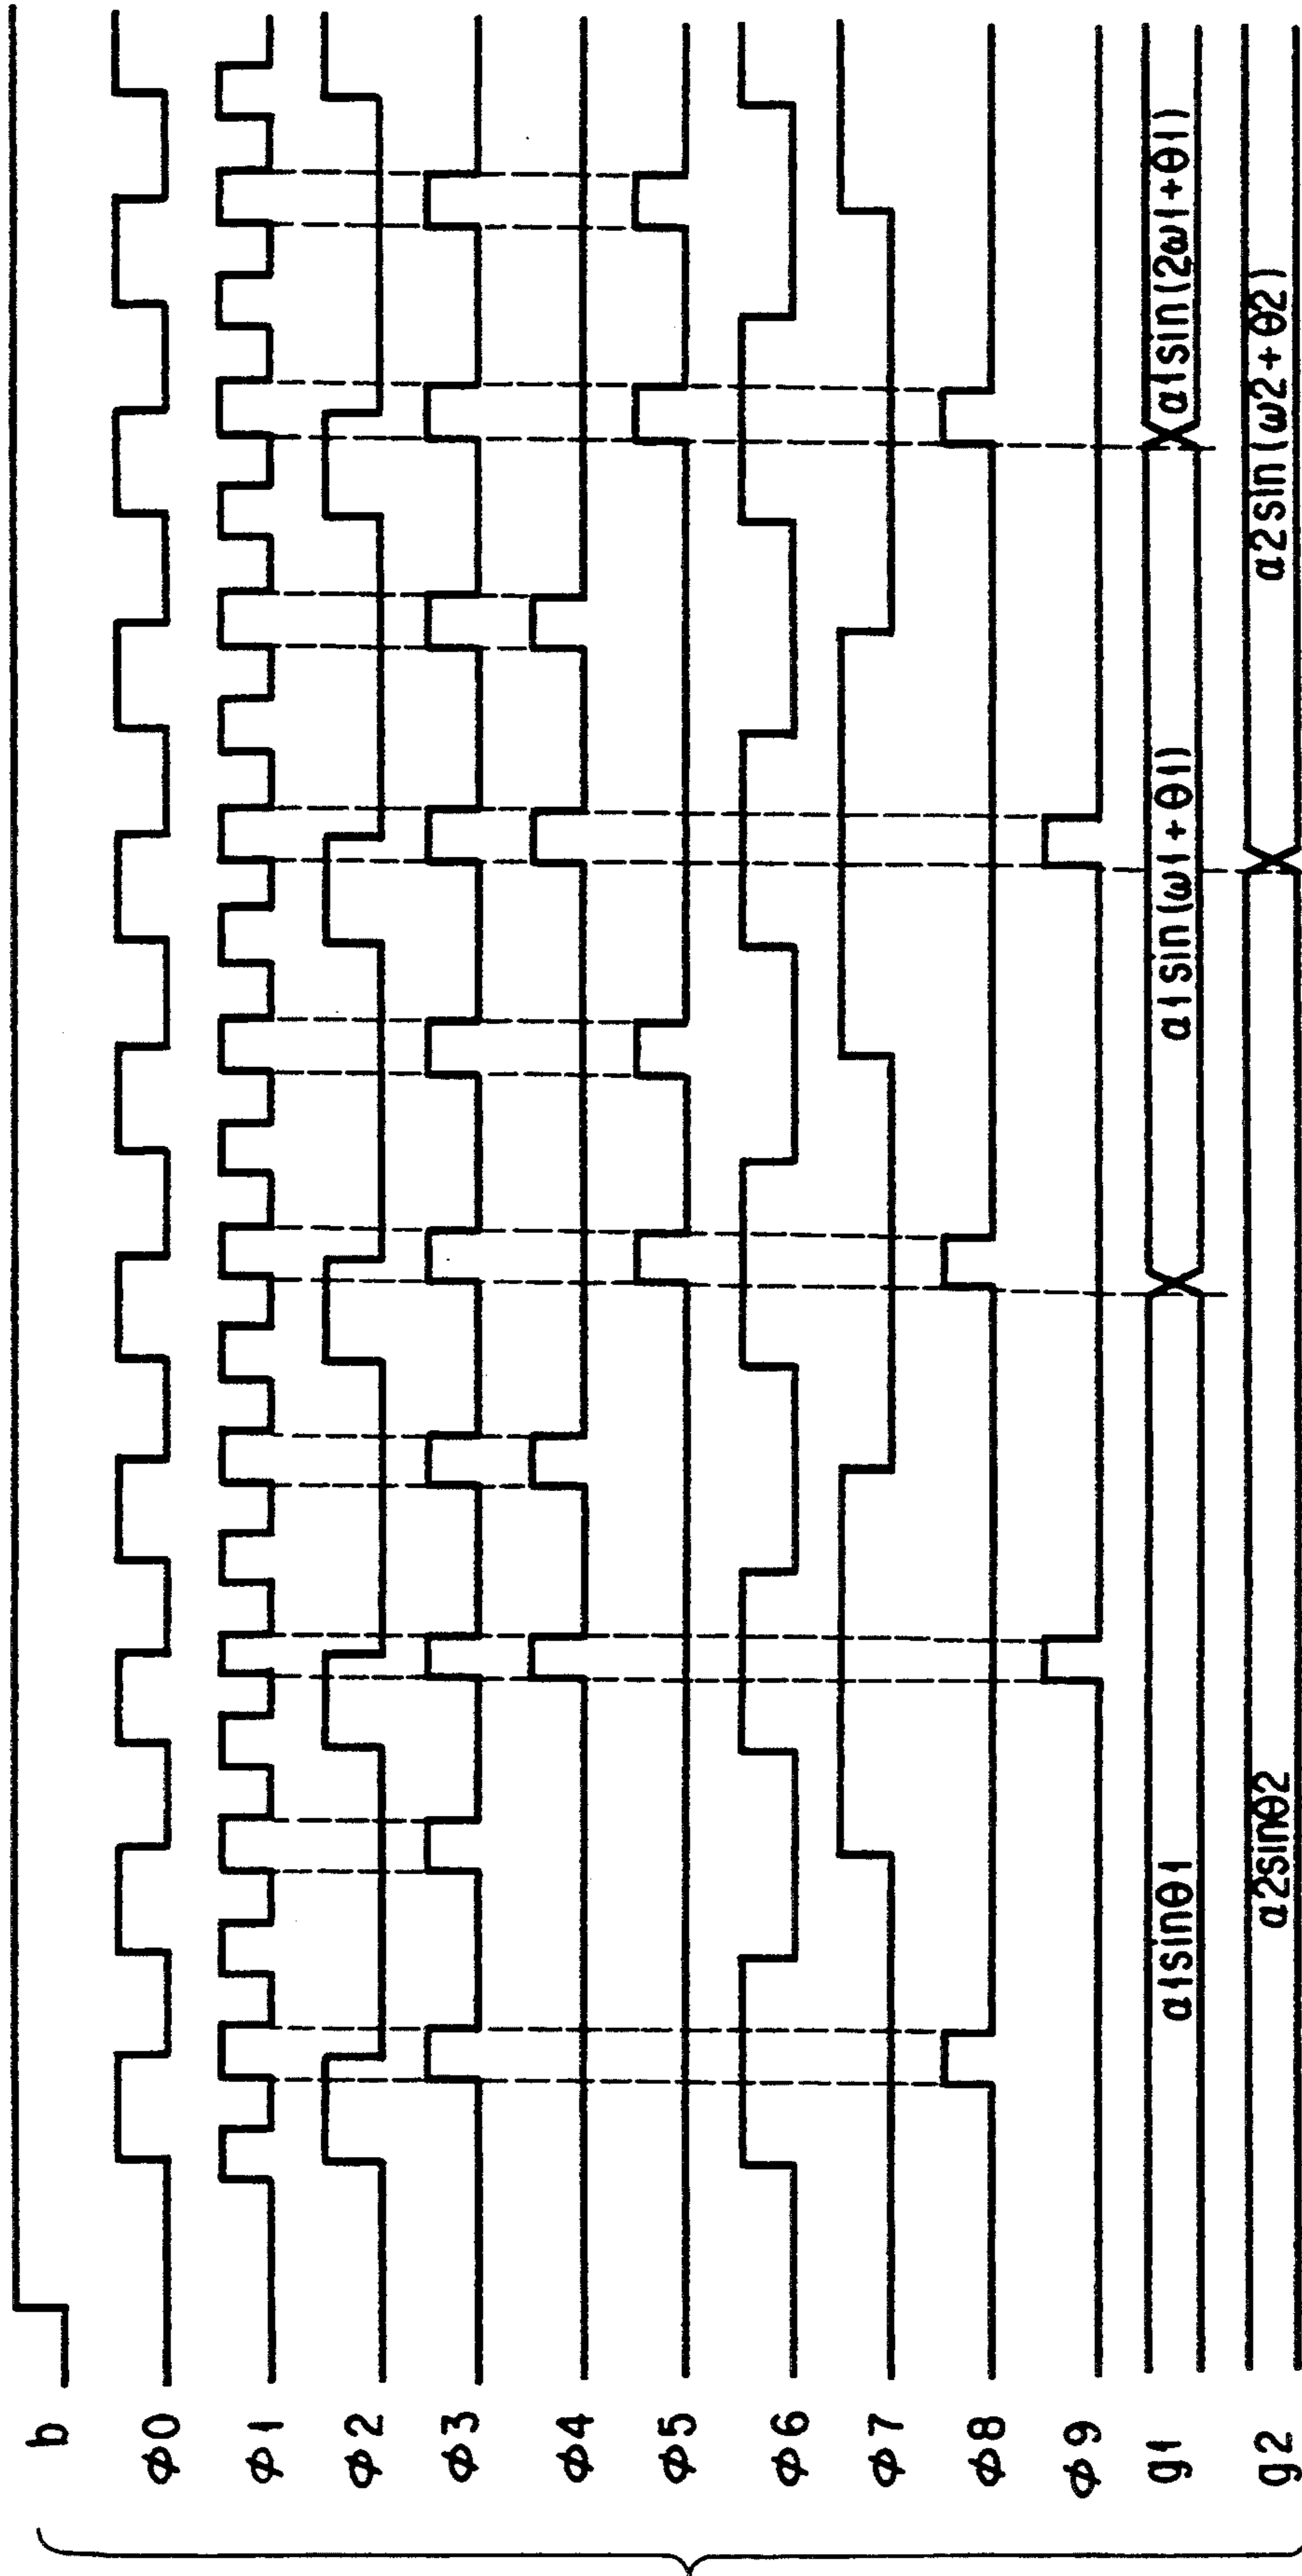 b
φ0
φ1
φ2
φ3
φ4
φ5
φ6
φ7
φ8
φ9
g1
a1sinθ1
a1sin(ω1+θ1)
a1sin(2ω1+θ1)
g2
a2sinθ2
a2sin(ω2+θ2)